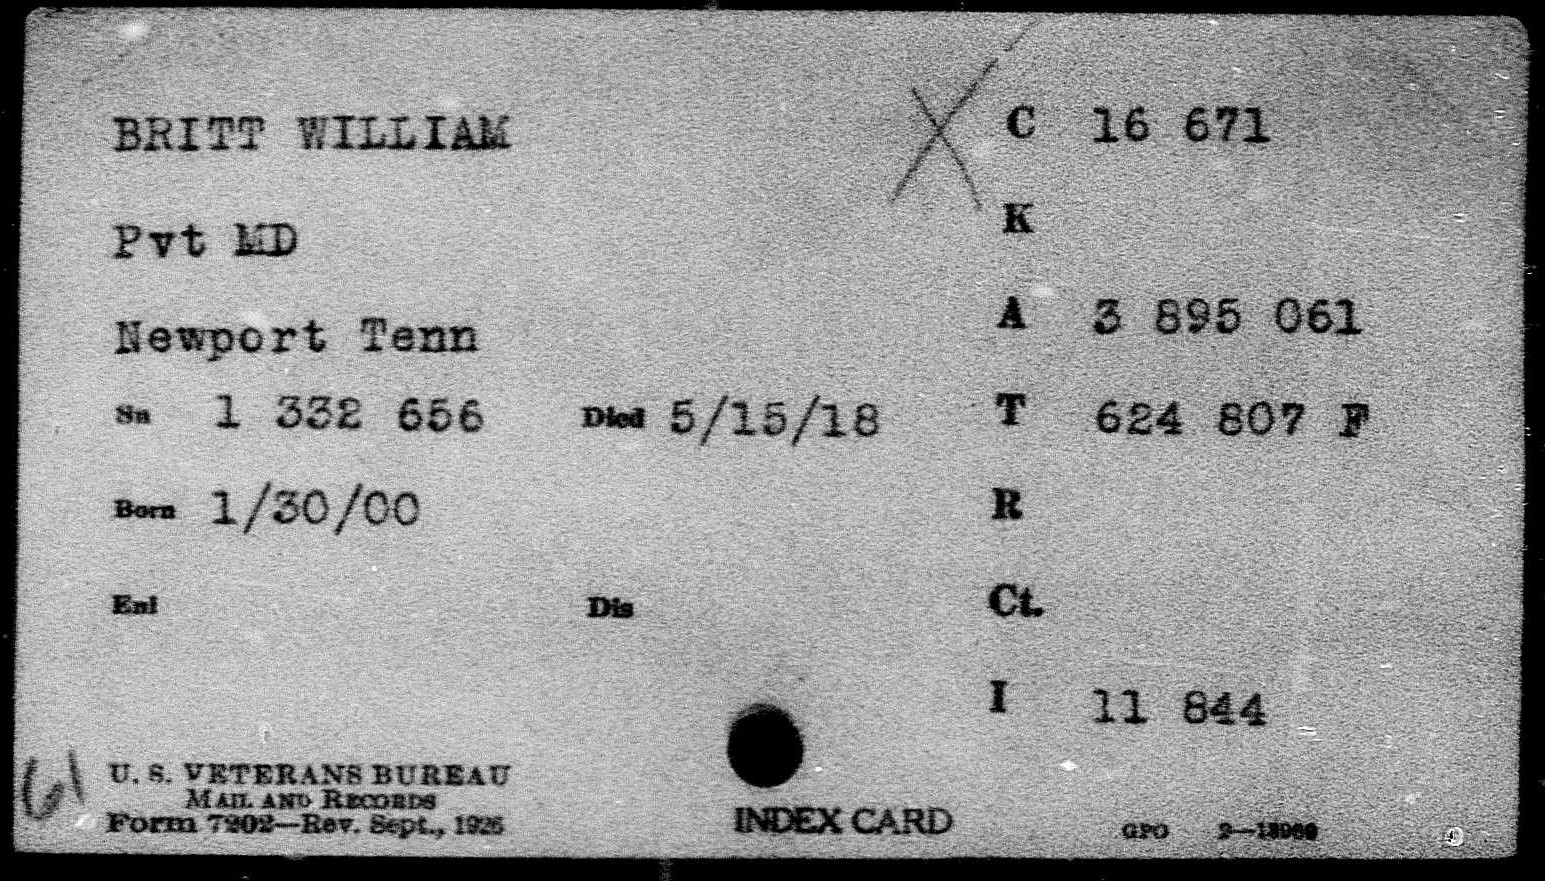 BRITT WILLIAM
C 16 671
Pvt MD
K
Newport Tenn
A 3 895 061
Sn 1 332 656 Died 5/15/18
T 624 807 F
Born 1/30/00
R
Enl Dis
Ct.
I 11 844
61
U. S. VETERANS BUREAU
MAIL AND RECORDS
Form 7202—Rev. Sept., 1926
INDEX CARD
GPO